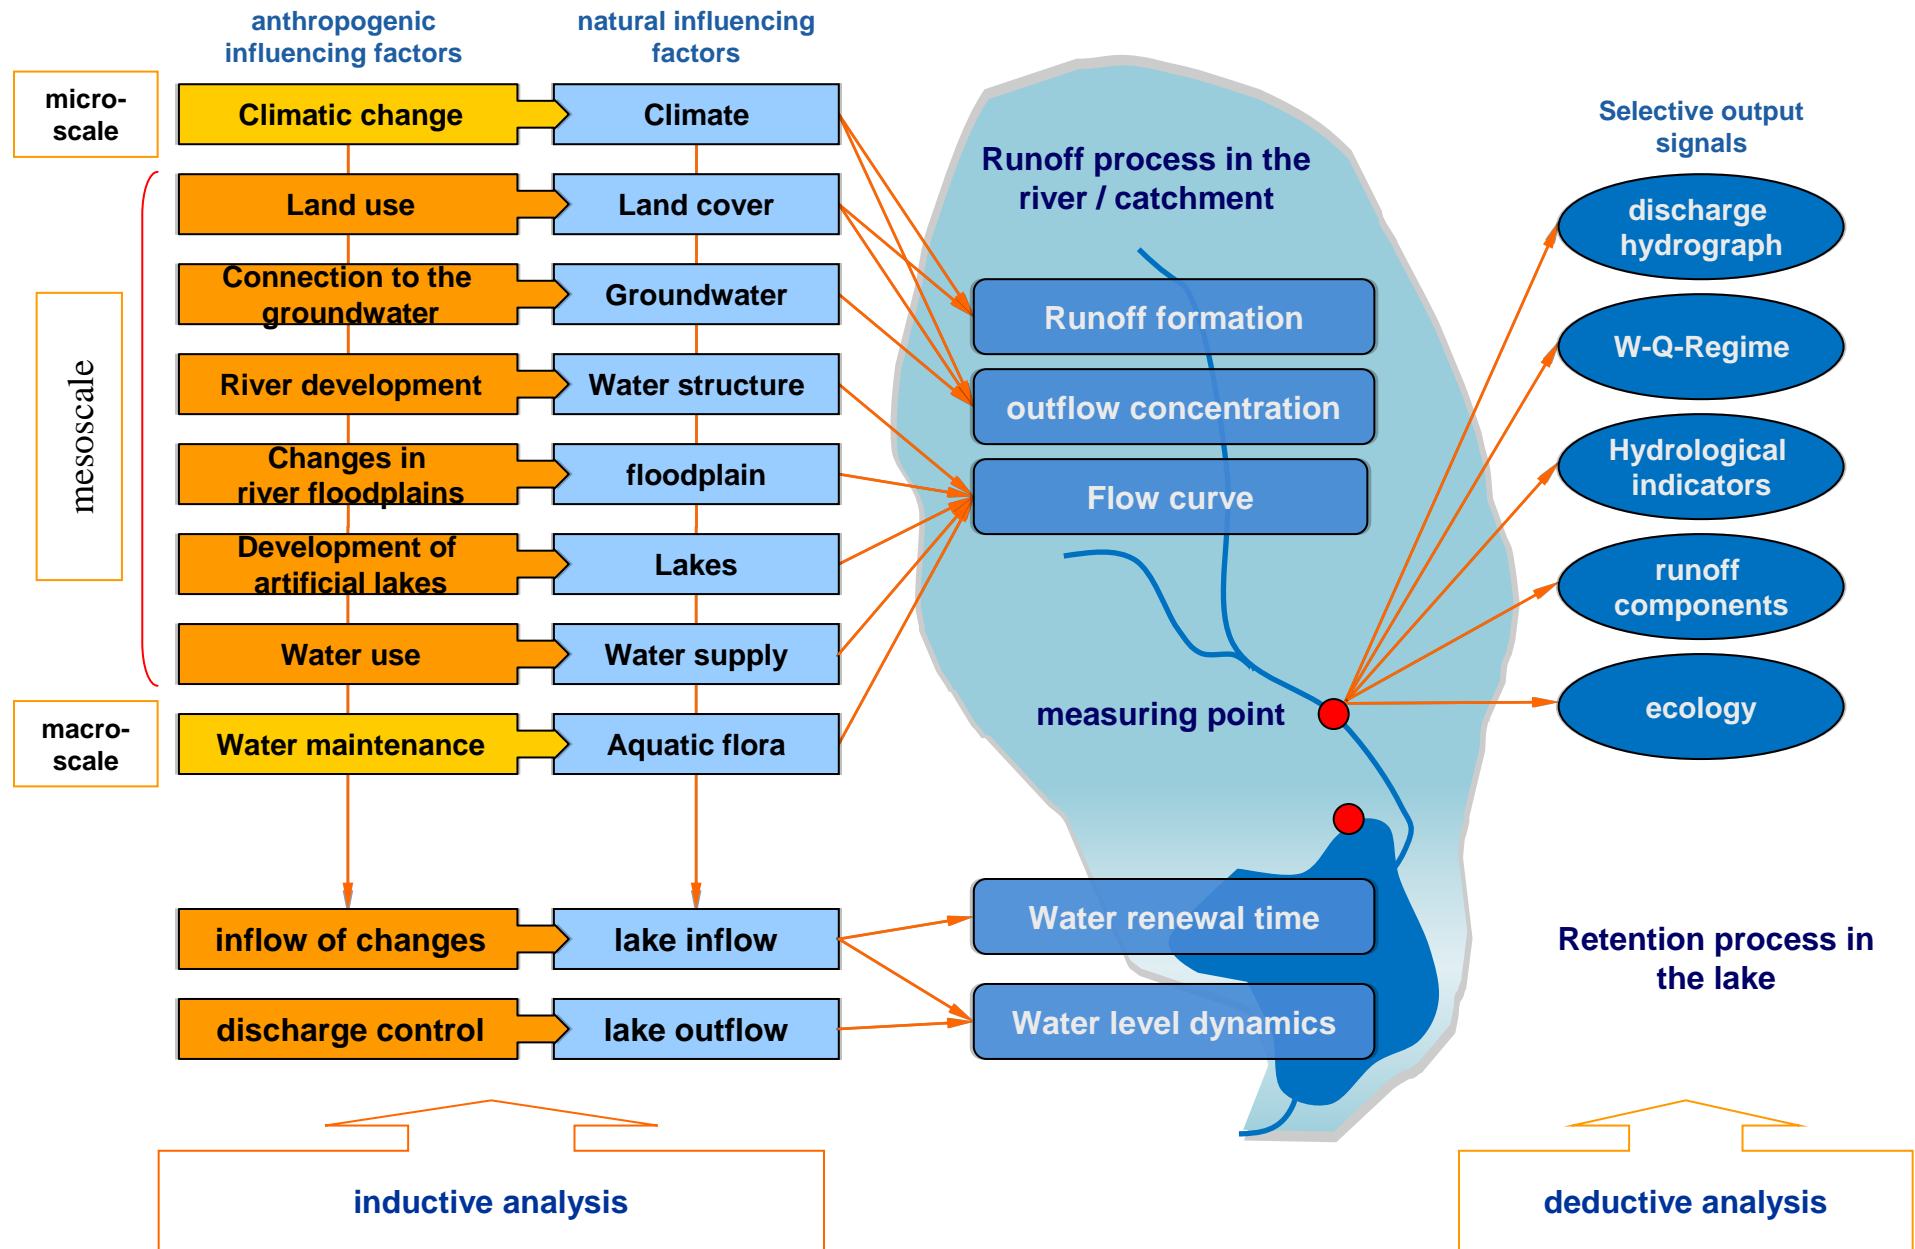 anthropogenic
influencing factors
natural influencing
factors
micro-
scale
Climatic change
Climate
Land use
Land cover
Connection to the
groundwater
Groundwater
mesoscale
River development
Water structure
Changes in
river floodplains
floodplain
Development of
artificial lakes
Lakes
Water use
Water supply
macro-
scale
Water maintenance
Aquatic flora
inflow of changes
lake inflow
discharge control
lake outflow
Runoff process in the
river / catchment
Runoff formation
outflow concentration
Flow curve
measuring point
Water renewal time
Water level dynamics
Selective output
signals
discharge
hydrograph
W-Q-Regime
Hydrological
indicators
runoff
components
ecology
Retention process in
the lake
inductive analysis
deductive analysis